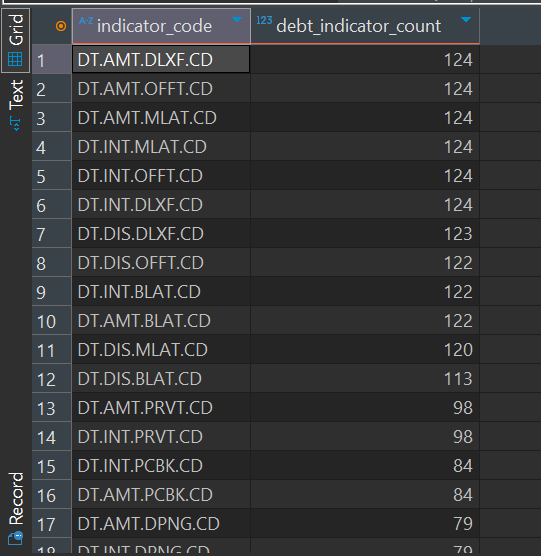 Grid
Text
Record
A-Z indicator_code 123 debt_indicator_count
1 DT.AMT.DLXF.CD 124
2 DT.AMT.OFFT.CD 124
3 DT.AMT.MLAT.CD 124
4 DT.INT.MLAT.CD 124
5 DT.INT.OFFT.CD 124
6 DT.INT.DLXF.CD 124
7 DT.DIS.DLXF.CD 123
8 DT.DIS.OFFT.CD 122
9 DT.INT.BLAT.CD 122
10 DT.AMT.BLAT.CD 122
11 DT.DIS.MLAT.CD 120
12 DT.DIS.BLAT.CD 113
13 DT.AMT.PRVT.CD 98
14 DT.INT.PRVT.CD 98
15 DT.INT.PCBK.CD 84
16 DT.AMT.PCBK.CD 84
17 DT.AMT.DPNG.CD 79
18 DT.INT.DPNG.CD 79